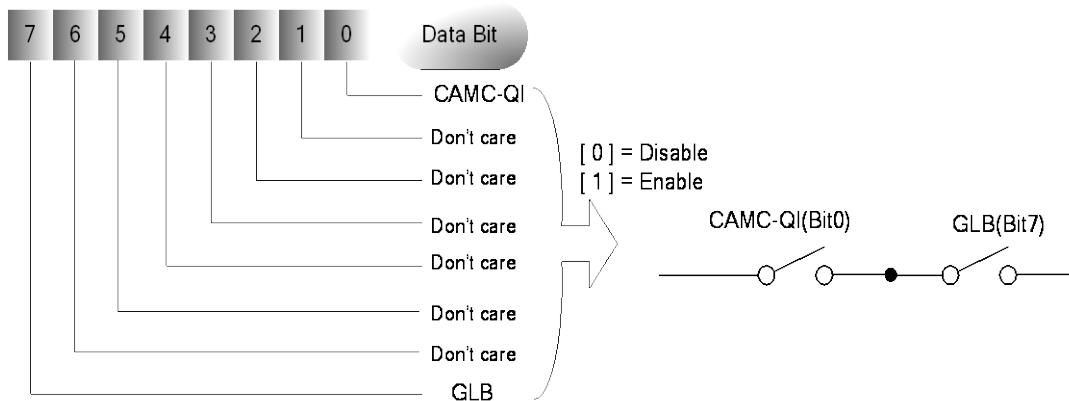 7 6 5 4 3 2 1 0 Data Bit
CAMC-QI
Don't care
Don't care
Don't care
Don't care
Don't care
Don't care
GLB
[ 0 ] = Disable
[ 1 ] = Enable
CAMC-QI(Bit0) GLB(Bit7)